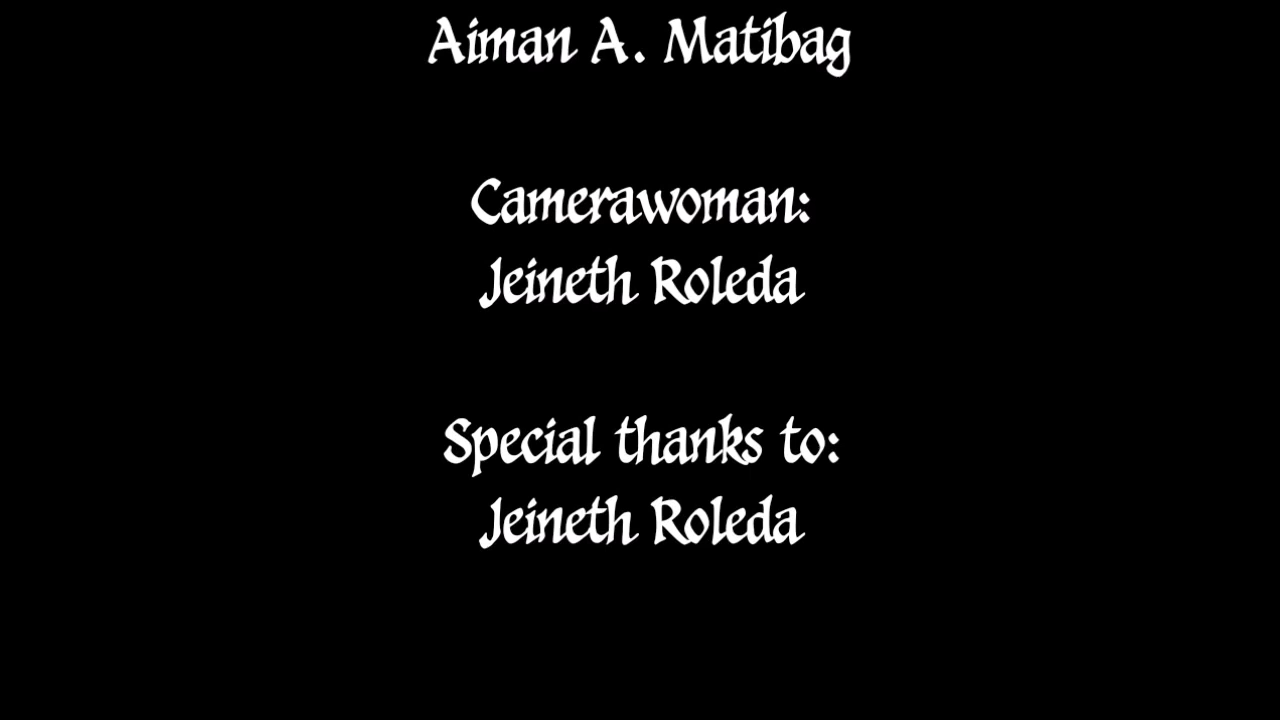 Aiman A. Matibag
Camerawoman:
Jeineth Roleda
Special thanks to:
Jeineth Roleda